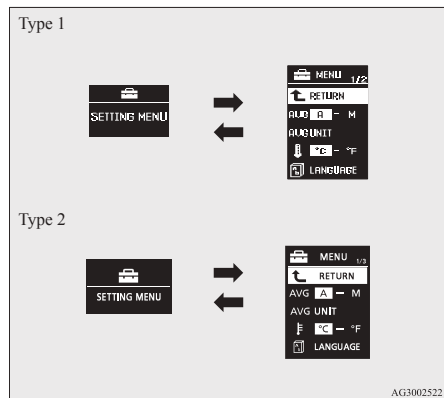 Type 1
SETTING MENU
MENU 1/2
RETURN
AVG A – M
AVG UNIT
°C – °F
LANGUAGE
Type 2
SETTING MENU
MENU 1/3
RETURN
AVG A – M
AVG UNIT
°C – °F
LANGUAGE
AG3002522